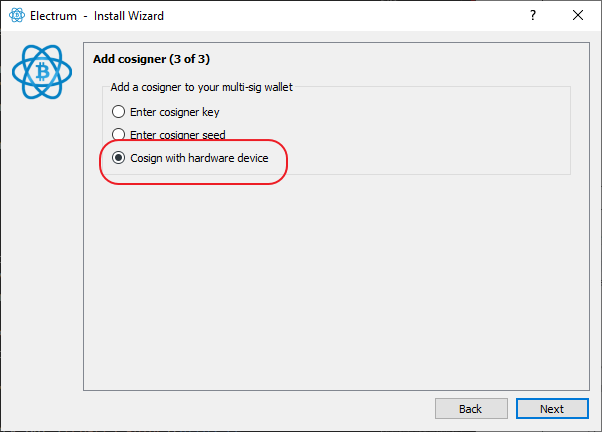 Electrum - Install Wizard
?
Add cosigner (3 of 3)
Add a cosigner to your multi-sig wallet
Enter cosigner key
Enter cosigner seed
Cosign with hardware device
Back
Next